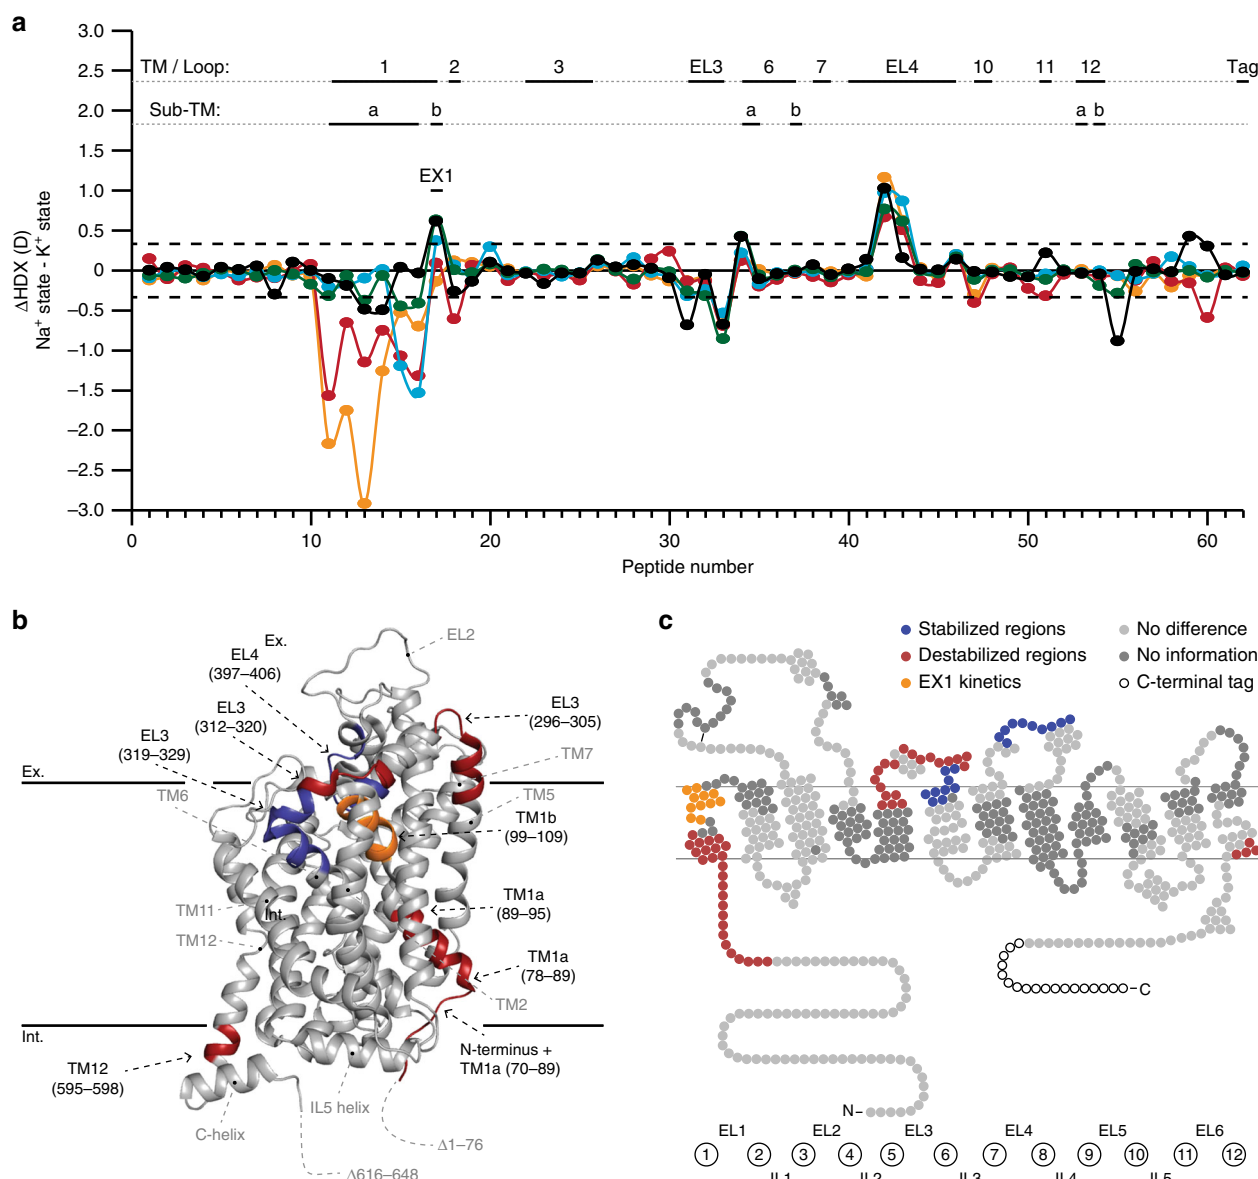 a
3.0
2.5
2.0
1.5
1.0
0.5
0
–0.5
–1.0
–1.5
–2.0
–2.5
–3.0
ΔHDX (D)
Na+ state - K+ state
TM / Loop:
1
2
3
EL3
6
7
EL4
10
11
12
Tag
Sub-TM:
a
b
a
b
a
b
EX1
0
10
20
30
40
50
60
Peptide number
b
Ex.
EL2
EL4
(397–406)
EL3
(312–320)
EL3
(319–329)
EL3
(296–305)
Ex.
TM7
TM6
TM5
TM1b
(99–109)
TM11
Int.
TM1a
(89–95)
TM12
TM1a
(78–89)
TM2
Int.
N-terminus +
TM1a (70–89)
TM12
(595–598)
IL5 helix
C-helix
Δ1–76
Δ616–648
c
Stabilized regions
Destabilized regions
EX1 kinetics
No difference
No information
C-terminal tag
C
N
EL1
EL2
EL3
EL4
EL5
EL6
1
2
3
4
5
6
7
8
9
10
11
12
IL1
IL2
IL3
IL4
IL5